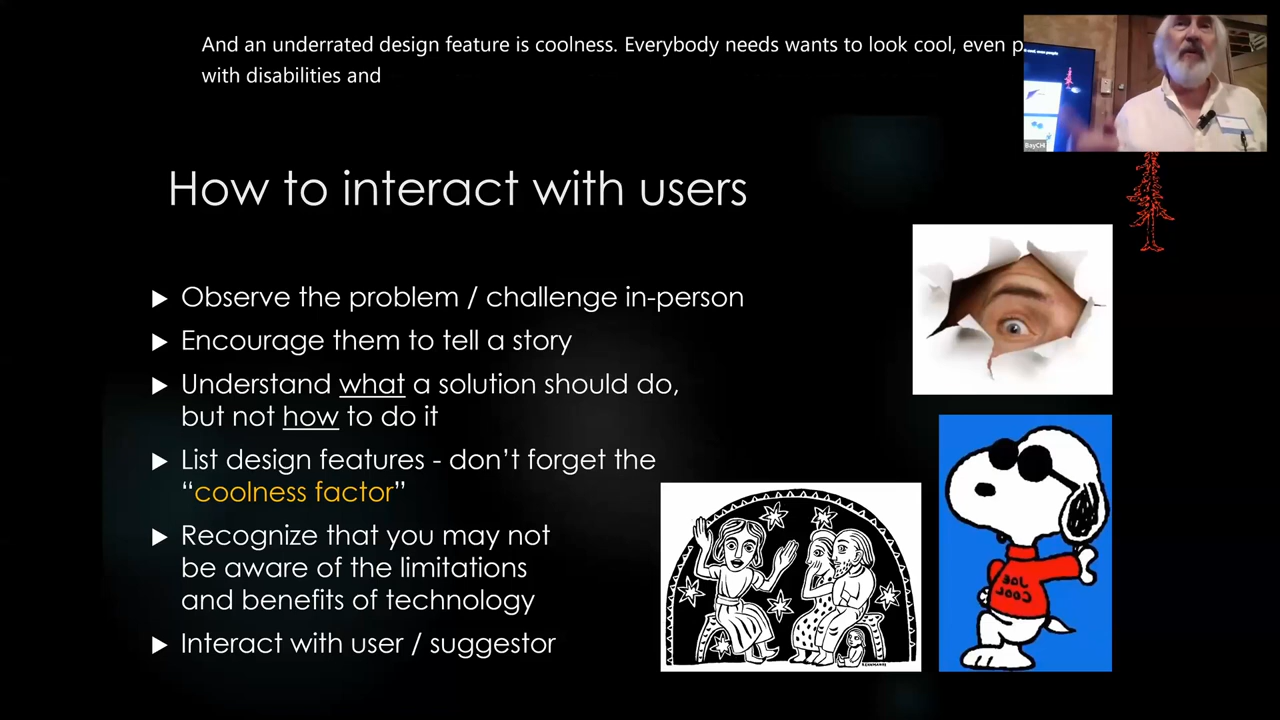 And an underrated design feature is coolness. Everybody needs wants to look cool, even
with disabilities and
BayCHI
How to interact with users
Observe the problem / challenge in-person
Encourage them to tell a story
Understand what a solution should do,
but not how to do it
List design features - don't forget the
“coolness factor”
Recognize that you may not
be aware of the limitations
and benefits of technology
Interact with user / suggestor
JOE
COOL